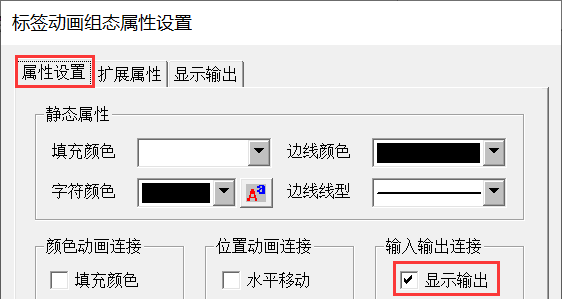 标签动画组态属性设置
属性设置 扩展属性 显示输出
静态属性
填充颜色 边线颜色
字符颜色 Aa 边线线型
颜色动画连接 位置动画连接 输入输出连接
填充颜色 水平移动 显示输出